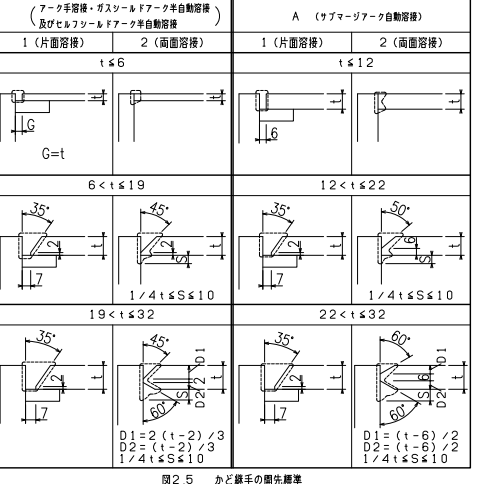 (アーク手溶接・ガスシールドアーク半自動溶接
及びセルフシールドアーク半自動溶接)
A (サブマージアーク自動溶接)
1 (片面溶接)
2 (両面溶接)
1 (片面溶接)
2 (両面溶接)
t≦6
t≦12
t
G
G=t
t
t
6
t
6<t≦19
12<t≦22
35°
2
t
7
45°
2
S
t
1/4t≦S≦10
35°
2
t
7
50°
6
S
t
1/4t≦S≦10
19<t≦32
22<t≦32
35°
2
t
7
45°
D1
2
S
D2
t
60°
D1=2(t-2)/3
D2=(t-2)/3
1/4t≦S≦10
35°
2
t
7
60°
D1
6
S
D2
t
60°
D1=(t-6)/2
D2=(t-6)/2
1/4t≦S≦10
図2.5 かど継手の開先標準